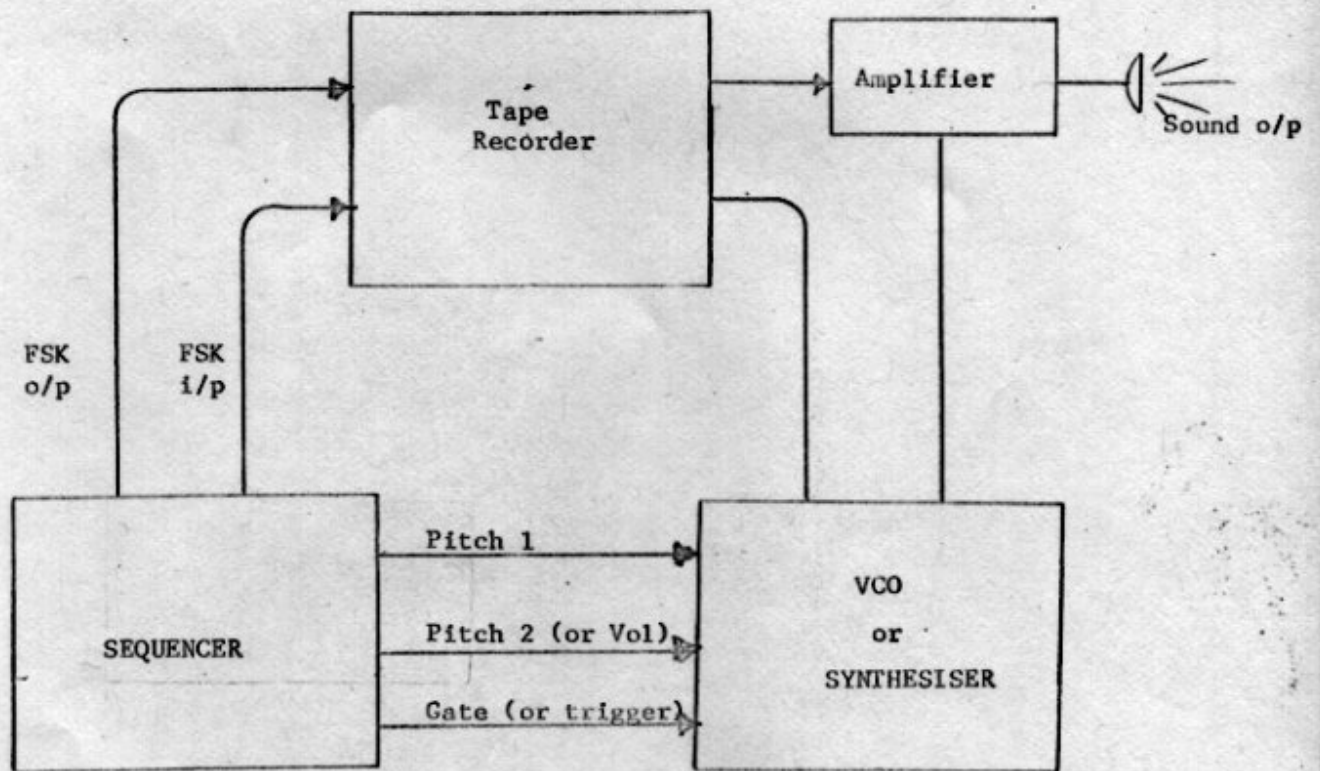 Tape
Recorder
Amplifier
Sound o/p
FSK
o/p
FSK
i/p
SEQUENCER
Pitch 1
Pitch 2 (or Vol)
Gate (or trigger)
VCO
or
SYNTHESISER